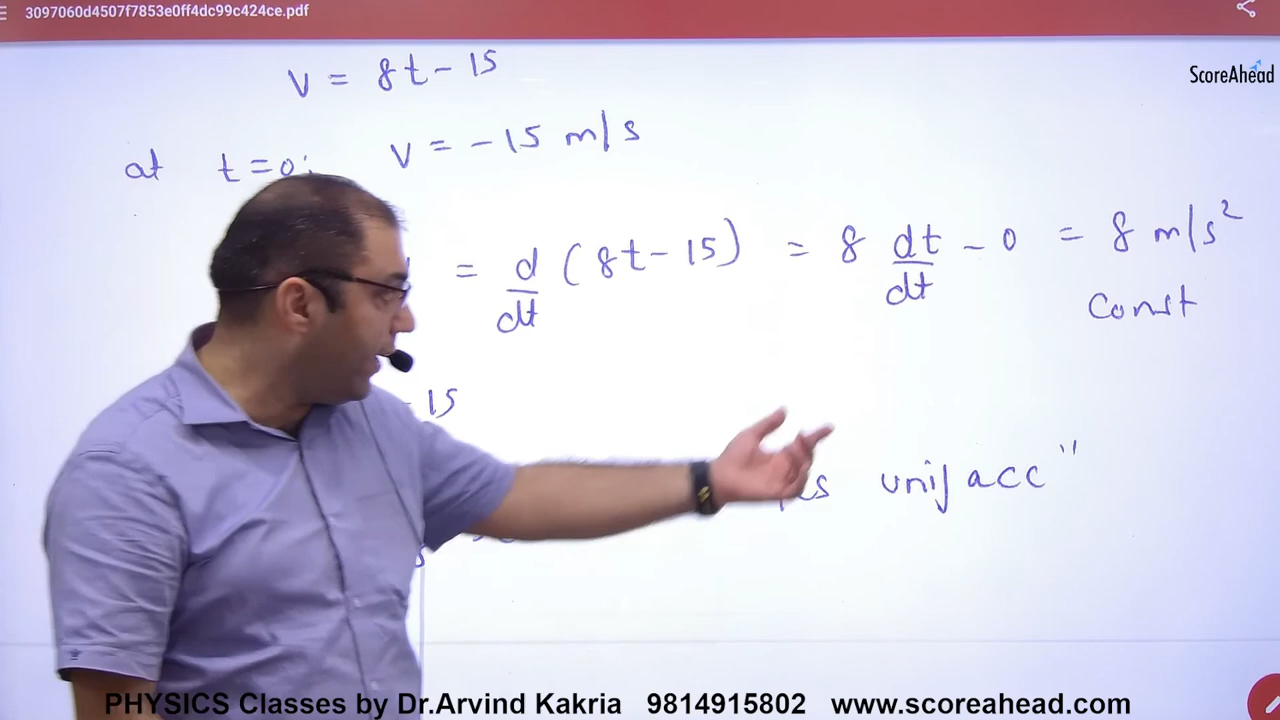 3097060d4507f7853e0ff4dc99c424ce.pdf
ScoreAhead
v = 8t - 15
at t = 0; v = -15 m/s
= d/dt (8t - 15) = 8 dt/dt - 0 = 8 m/s²
Const
- 15
unif acc"
PHYSICS Classes by Dr.Arvind Kakria 9814915802 www.scoreahead.com